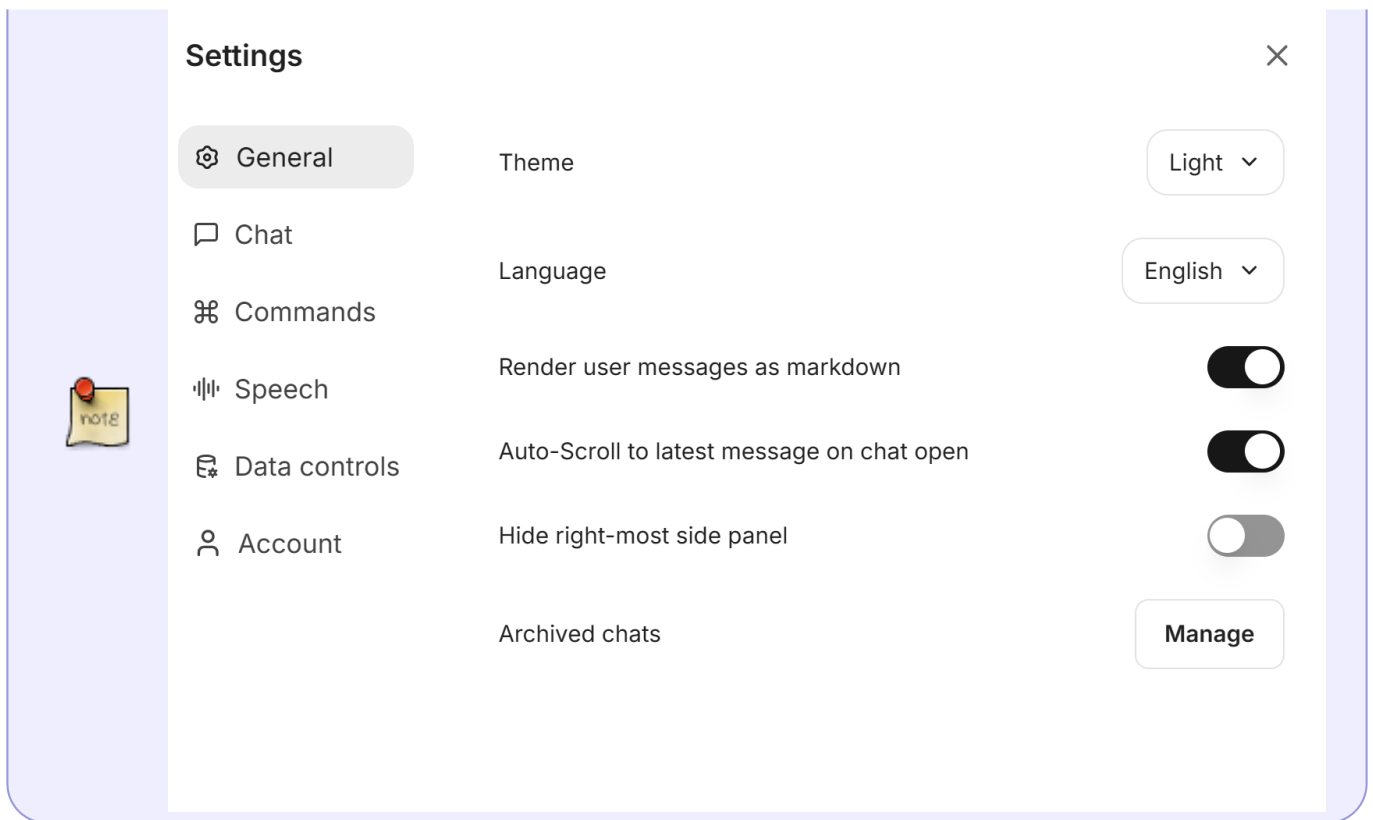 Settings
General
Chat
Commands
Speech
Data controls
Account
Theme
Light
Language
English
Render user messages as markdown
Auto-Scroll to latest message on chat open
Hide right-most side panel
Archived chats
Manage
note